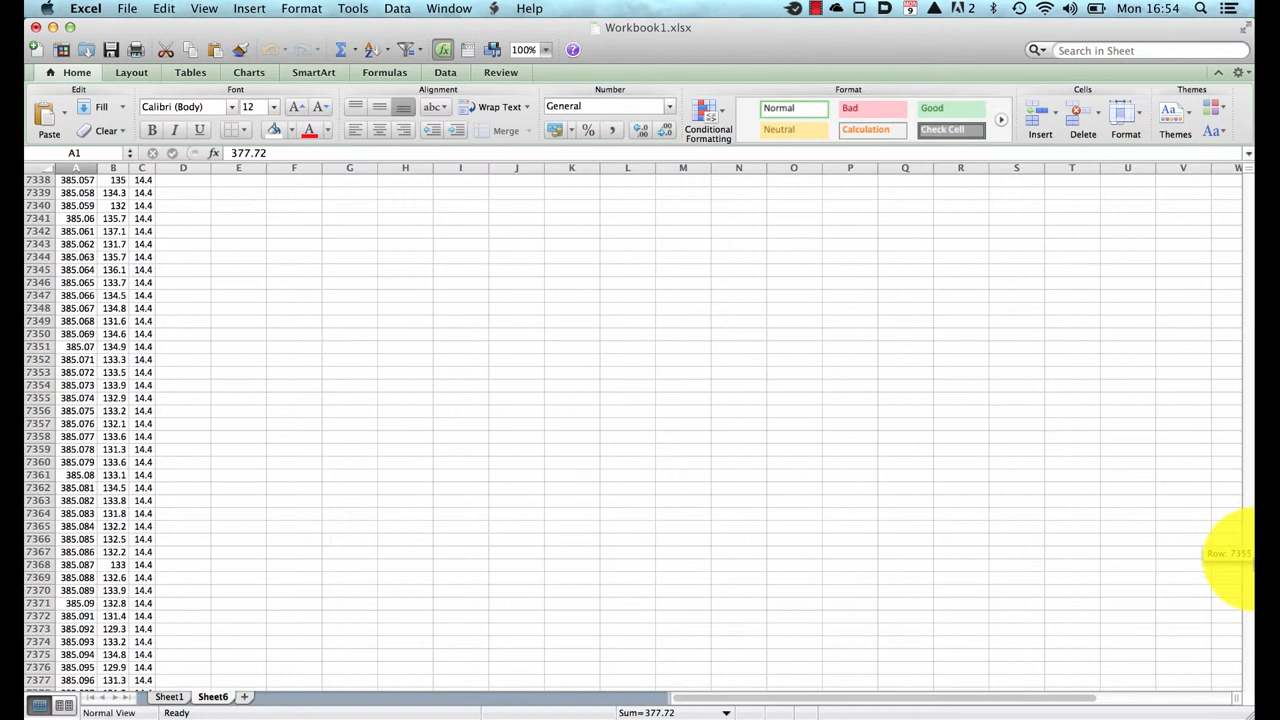 Excel File Edit View Insert Format Tools Data Window Help 9 2 Mon 16:54
Workbook1.xlsx
100% Search in Sheet
Home Layout Tables Charts SmartArt Formulas Data Review
Edit Font Alignment Number Format Cells Themes
Paste Fill Clear Calibri (Body) 12 abc Wrap Text Merge General Conditional Formatting Normal Bad Good Neutral Calculation Check Cell Insert Delete Format Themes Aa
A1 fx 377.72
A B C D E F G H I J K L M N O P Q R S T U V W
7338 385.057 135 14.4
7339 385.058 134.3 14.4
7340 385.059 132 14.4
7341 385.06 135.7 14.4
7342 385.061 137.1 14.4
7343 385.062 131.7 14.4
7344 385.063 135.7 14.4
7345 385.064 136.1 14.4
7346 385.065 133.7 14.4
7347 385.066 134.5 14.4
7348 385.067 134.8 14.4
7349 385.068 131.6 14.4
7350 385.069 134.6 14.4
7351 385.07 134.9 14.4
7352 385.071 133.3 14.4
7353 385.072 133.5 14.4
7354 385.073 133.9 14.4
7355 385.074 132.9 14.4
7356 385.075 133.2 14.4
7357 385.076 132.1 14.4
7358 385.077 133.6 14.4
7359 385.078 131.3 14.4
7360 385.079 133.6 14.4
7361 385.08 133.1 14.4
7362 385.081 134.5 14.4
7363 385.082 133.8 14.4
7364 385.083 131.8 14.4
7365 385.084 132.2 14.4
7366 385.085 132.5 14.4
7367 385.086 132.2 14.4 Row: 7355
7368 385.087 133 14.4
7369 385.088 132.6 14.4
7370 385.089 133.9 14.4
7371 385.09 132.8 14.4
7372 385.091 131.4 14.4
7373 385.092 129.3 14.4
7374 385.093 133.2 14.4
7375 385.094 134.8 14.4
7376 385.095 129.9 14.4
7377 385.096 131.3 14.4
Sheet1 Sheet6
Normal View Ready Sum=377.72